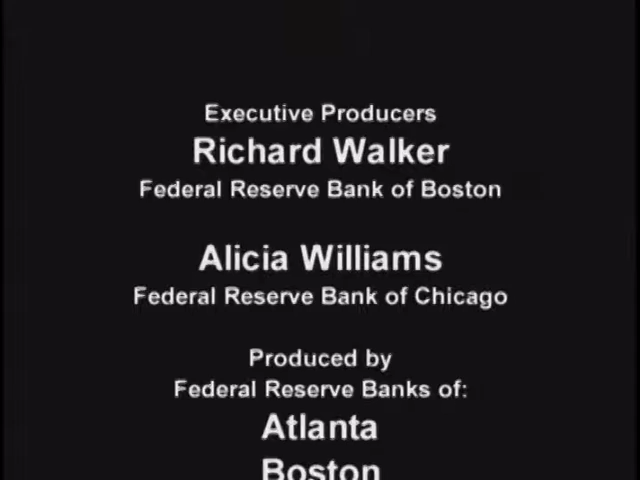 Executive Producers
Richard Walker
Federal Reserve Bank of Boston
Alicia Williams
Federal Reserve Bank of Chicago
Produced by
Federal Reserve Banks of:
Atlanta
Boston